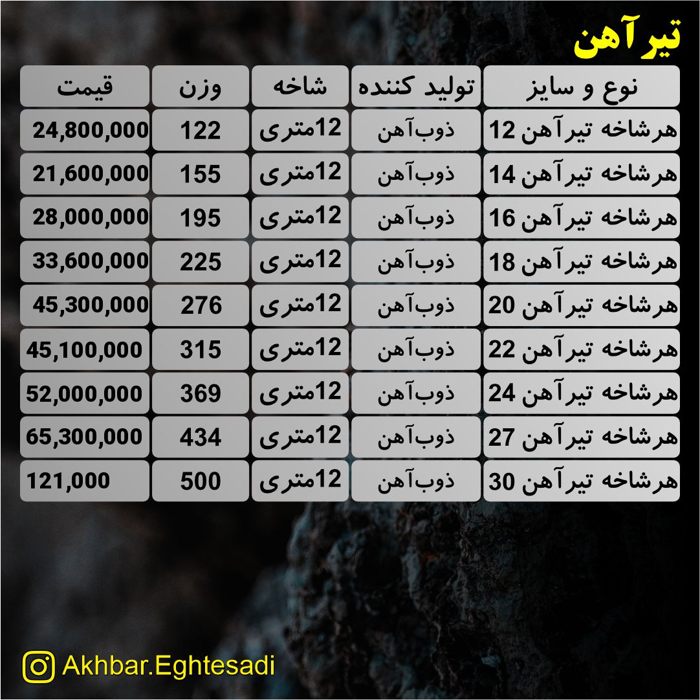 تیرآهن
نوع و سایز تولید کننده شاخه وزن قیمت
هرشاخه تیرآهن 12 ذوب‌آهن 12متری 122 24,800,000
هرشاخه تیرآهن 14 ذوب‌آهن 12متری 155 21,600,000
هرشاخه تیرآهن 16 ذوب‌آهن 12متری 195 28,000,000
هرشاخه تیرآهن 18 ذوب‌آهن 12متری 225 33,600,000
هرشاخه تیرآهن 20 ذوب‌آهن 12متری 276 45,300,000
هرشاخه تیرآهن 22 ذوب‌آهن 12متری 315 45,100,000
هرشاخه تیرآهن 24 ذوب‌آهن 12متری 369 52,000,000
هرشاخه تیرآهن 27 ذوب‌آهن 12متری 434 65,300,000
هرشاخه تیرآهن 30 ذوب‌آهن 12متری 500 121,000
Akhbar.Eghtesadi